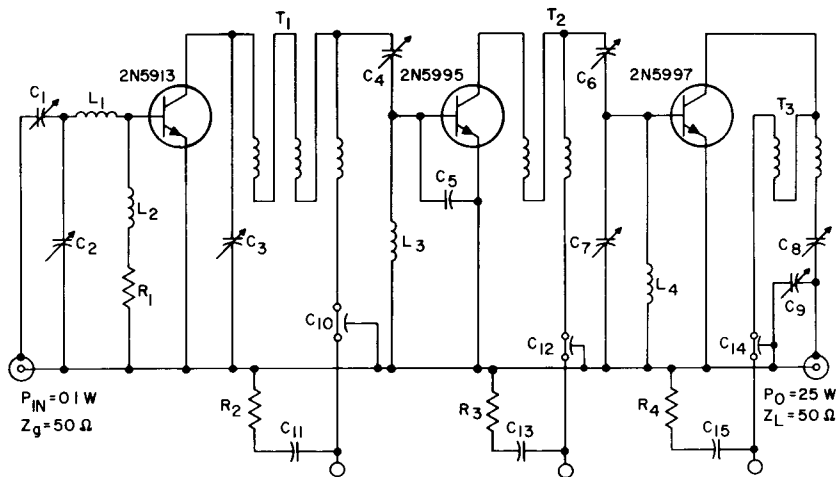 T1
T2
2N5913
C4
2N5995
C6
2N5997
C1
L1
T3
C5
L2
C2
C3
L3
C7
L4
C8
R1
C9
C10
C12
C14
PIN = 0.1 W
Zg = 50 Ω
R2
R3
R4
PO = 25 W
ZL = 50 Ω
C11
C13
C15